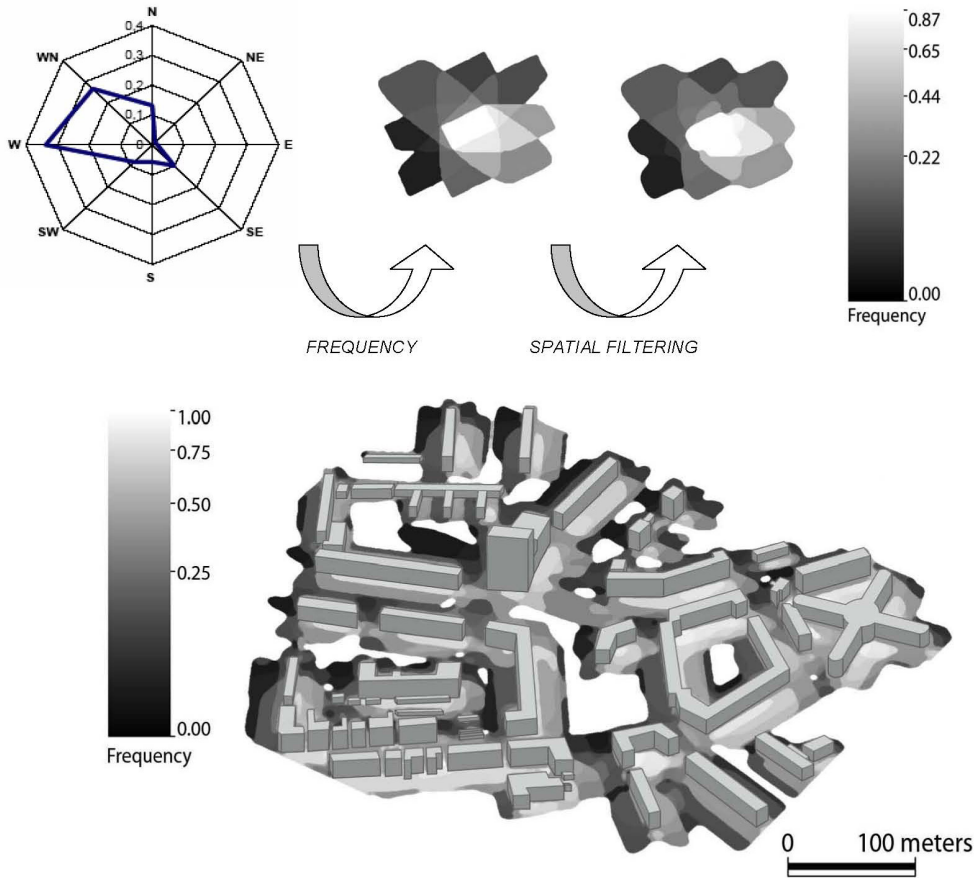 N
0,4
0,3
0,2
0,1
0
WN
NE
W
E
SW
SE
S
FREQUENCY
SPATIAL FILTERING
0.87
0.65
0.44
0.22
0.00
Frequency
1.00
0.75
0.50
0.25
0.00
Frequency
0 100 meters